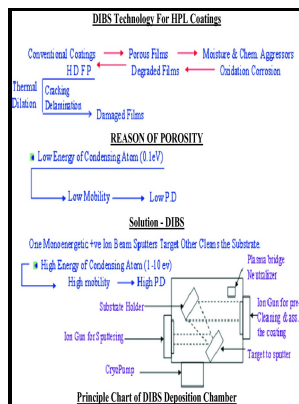 DIBS Technology For HPL Coatings
Conventional Coatings Porous Films Moisture & Chem. Aggressors
H D F P Degraded Films Oxidation Corrosion
Thermal
Dilation
Cracking
Delamination
Damaged Films
REASON OF POROSITY
Low Energy of Condensing Atom (0.1eV)
Low Mobility Low P.D
Solution - DIBS
One Monoenergetic +ve Ion Beam Sputters Target Other Cleans the Substrate.
High Energy of Condensing Atom (1-10 ev)
High mobility High PD
Plasma bridge
Neutralizer
Substrate Holder
Ion Gun for pre-
Cleaning & ass.
the coating
Ion Gun for Sputtering
Target to sputter
CryoPump
Principle Chart of DIBS Deposition Chamber